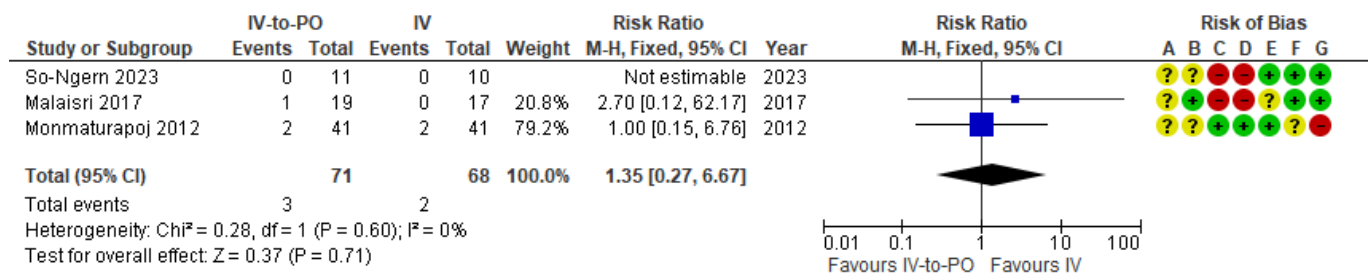 IV-to-PO IV Risk Ratio Risk Ratio Risk of Bias
Study or Subgroup Events Total Events Total Weight M-H, Fixed, 95% CI Year M-H, Fixed, 95% CI A B C D E F G
So-Ngern 2023 0 11 0 10 Not estimable 2023 ? ? - - + + +
Malaisri 2017 1 19 0 17 20.8% 2.70 [0.12, 62.17] 2017 ? + - - ? + +
Monmaturapoj 2012 2 41 2 41 79.2% 1.00 [0.15, 6.76] 2012 ? ? + + + ? -
Total (95% CI) 71 68 100.0% 1.35 [0.27, 6.67]
Total events 3 2
Heterogeneity: Chi² = 0.28, df = 1 (P = 0.60); I² = 0%
Test for overall effect: Z = 0.37 (P = 0.71)
0.01 0.1 1 10 100
Favours IV-to-PO Favours IV